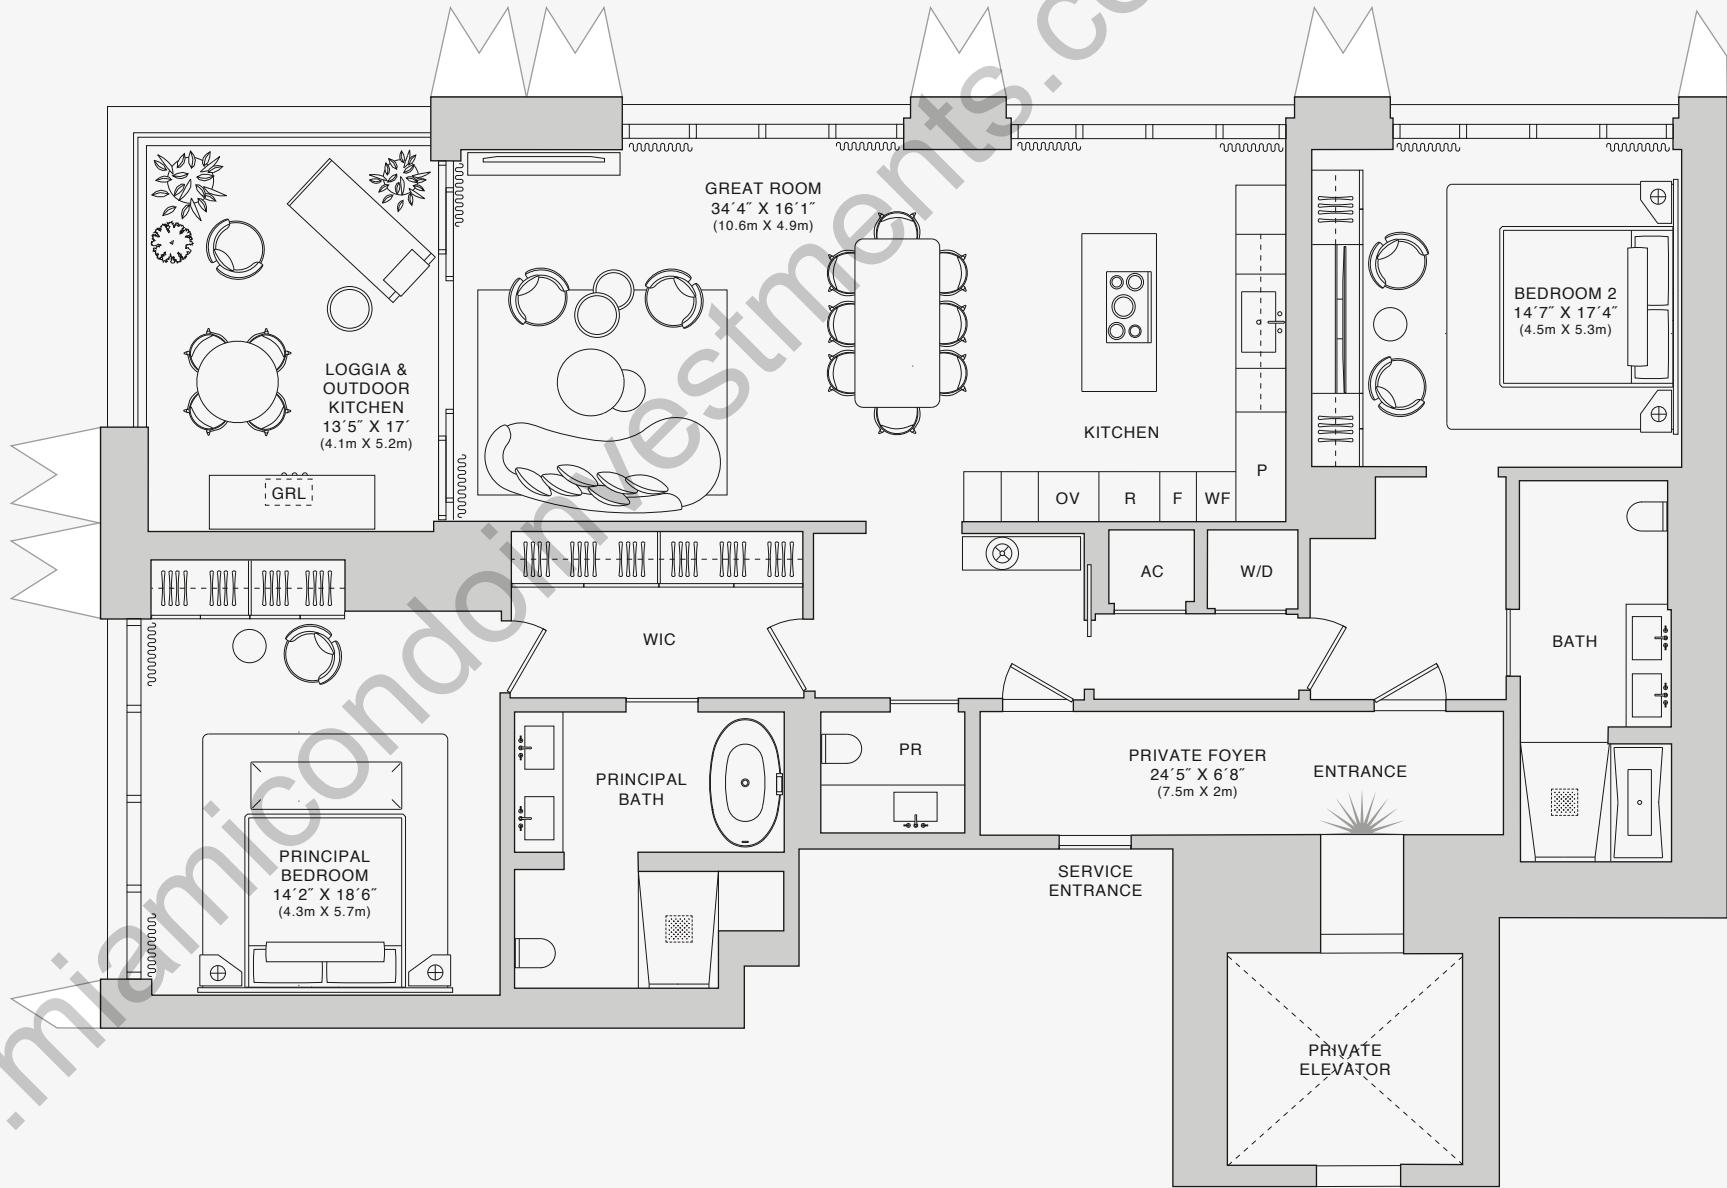 GREAT ROOM
34´4˝ X 16´1˝
(10.6m X 4.9m)
LOGGIA &
OUTDOOR
KITCHEN
13´5˝ X 17´
(4.1m X 5.2m)
GRL
KITCHEN
OV
R
F
WF
P
BEDROOM 2
14´7˝ X 17´4˝
(4.5m X 5.3m)
AC
W/D
WIC
BATH
PR
PRINCIPAL
BATH
PRIVATE FOYER
24´5˝ X 6´8˝
(7.5m X 2m)
ENTRANCE
PRINCIPAL
BEDROOM
14´2˝ X 18´6˝
(4.3m X 5.7m)
SERVICE
ENTRANCE
PRIVATE
ELEVATOR
.miamicondoinvestments.co